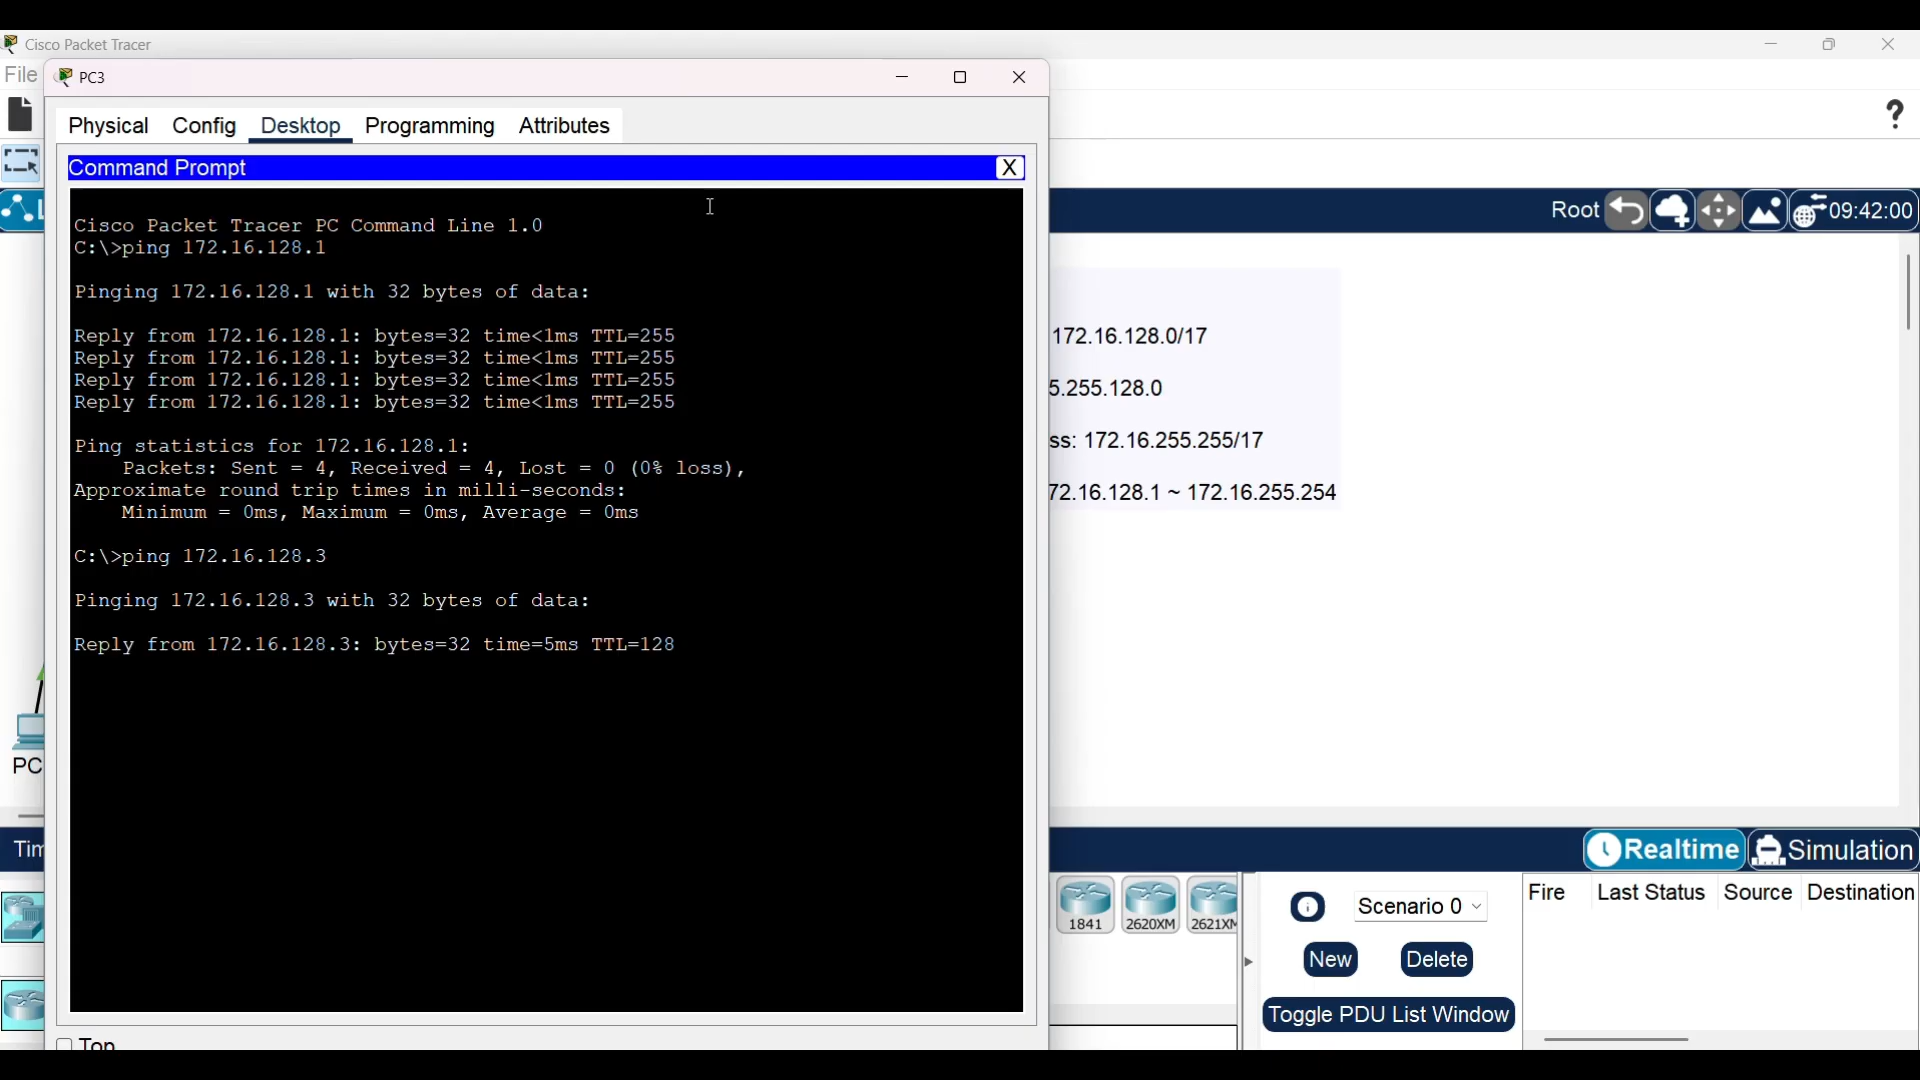 Cisco Packet Tracer
File
PC3
Physical Config Desktop Programming Attributes
Command Prompt X
Root 09:42:00
Cisco Packet Tracer PC Command Line 1.0
C:\>ping 172.16.128.1
Pinging 172.16.128.1 with 32 bytes of data:
Reply from 172.16.128.1: bytes=32 time<1ms TTL=255
Reply from 172.16.128.1: bytes=32 time<1ms TTL=255
Reply from 172.16.128.1: bytes=32 time<1ms TTL=255
Reply from 172.16.128.1: bytes=32 time<1ms TTL=255
Ping statistics for 172.16.128.1:
Packets: Sent = 4, Received = 4, Lost = 0 (0% loss),
Approximate round trip times in milli-seconds:
Minimum = 0ms, Maximum = 0ms, Average = 0ms
C:\>ping 172.16.128.3
Pinging 172.16.128.3 with 32 bytes of data:
Reply from 172.16.128.3: bytes=32 time=5ms TTL=128
172.16.128.0/17
5.255.128.0
ss: 172.16.255.255/17
72.16.128.1 ~ 172.16.255.254
PC
Tim
Realtime Simulation
1841 2620XM 2621XM
Scenario 0
New Delete
Toggle PDU List Window
Fire Last Status Source Destination
Top